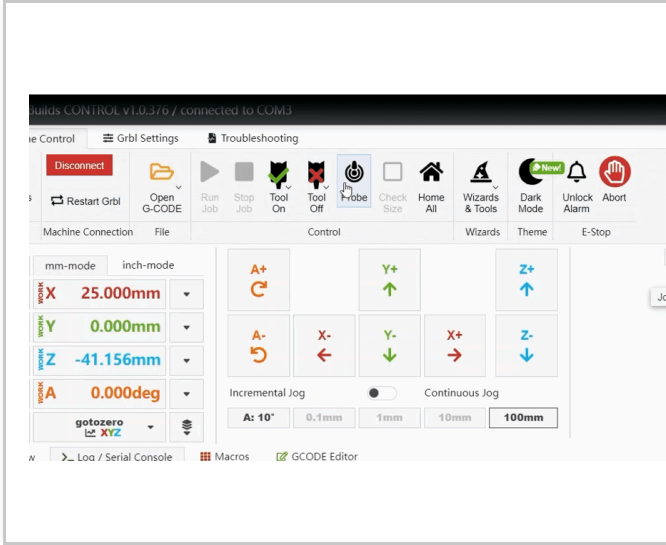 Builds CONTROL v1.0.376 / connected to COM3
ne Control Grbl Settings Troubleshooting
Disconnect
Restart Grbl
Open G-CODE
Run Job
Stop Job
Tool On
Tool Off
Probe
Check Size
Home All
Wizards & Tools
New!
Dark Mode
Unlock Alarm
Abort
Machine Connection File Control Wizards Theme E-Stop
mm-mode inch-mode
WORK X 25.000mm
WORK Y 0.000mm
WORK Z -41.156mm
WORK A 0.000deg
gotozero
XYZ
A+ Y+ Z+
A- X- Y- X+ Z-
Incremental Jog Continuous Jog
A: 10° 0.1mm 1mm 10mm 100mm
Jo
w >_ Log / Serial Console Macros GCODE Editor